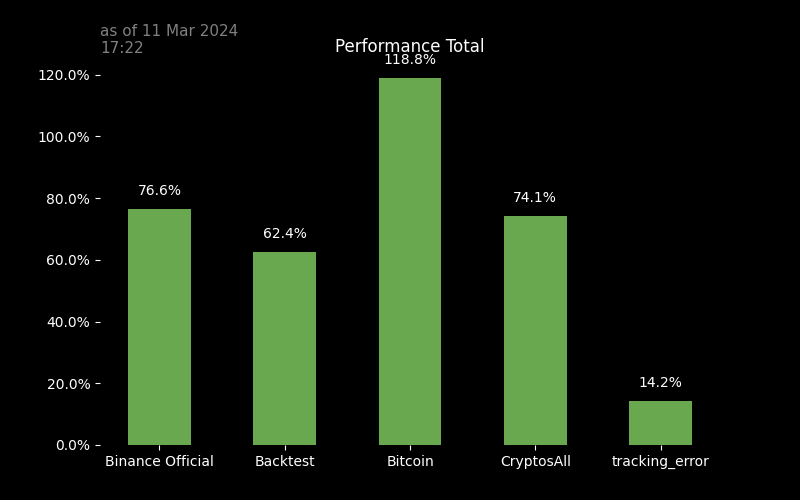 as of 11 Mar 2024
17:22
Performance Total
120.0%
100.0%
80.0%
60.0%
40.0%
20.0%
0.0%
76.6%
62.4%
118.8%
74.1%
14.2%
Binance Official
Backtest
Bitcoin
CryptosAll
tracking_error